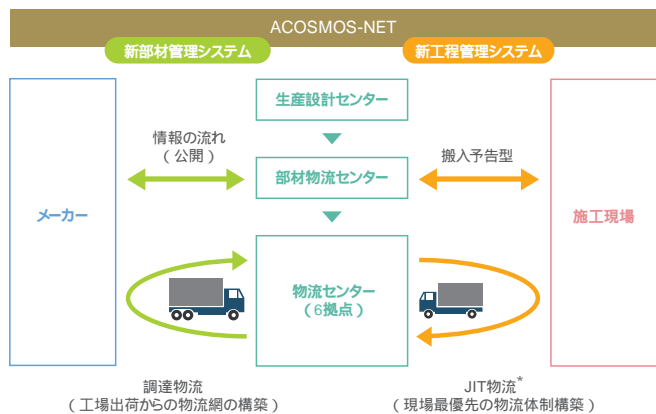 ACOSMOS-NET
新部材管理システム
新工程管理システム
生産設計センター
情報の流れ
（公開）
搬入予告型
部材物流センター
メーカー
施工現場
物流センター
（6拠点）
調達物流
（工場出荷からの物流網の構築）
JIT物流*
（現場最優先の物流体制構築）